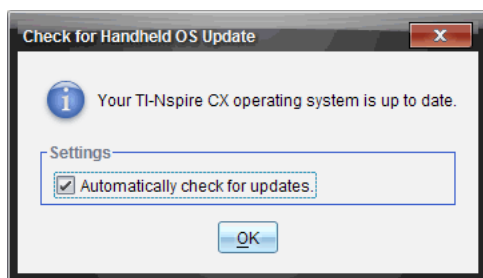 Check for Handheld OS Update
x
Your TI-Nspire CX operating system is up to date.
Settings
Automatically check for updates.
OK